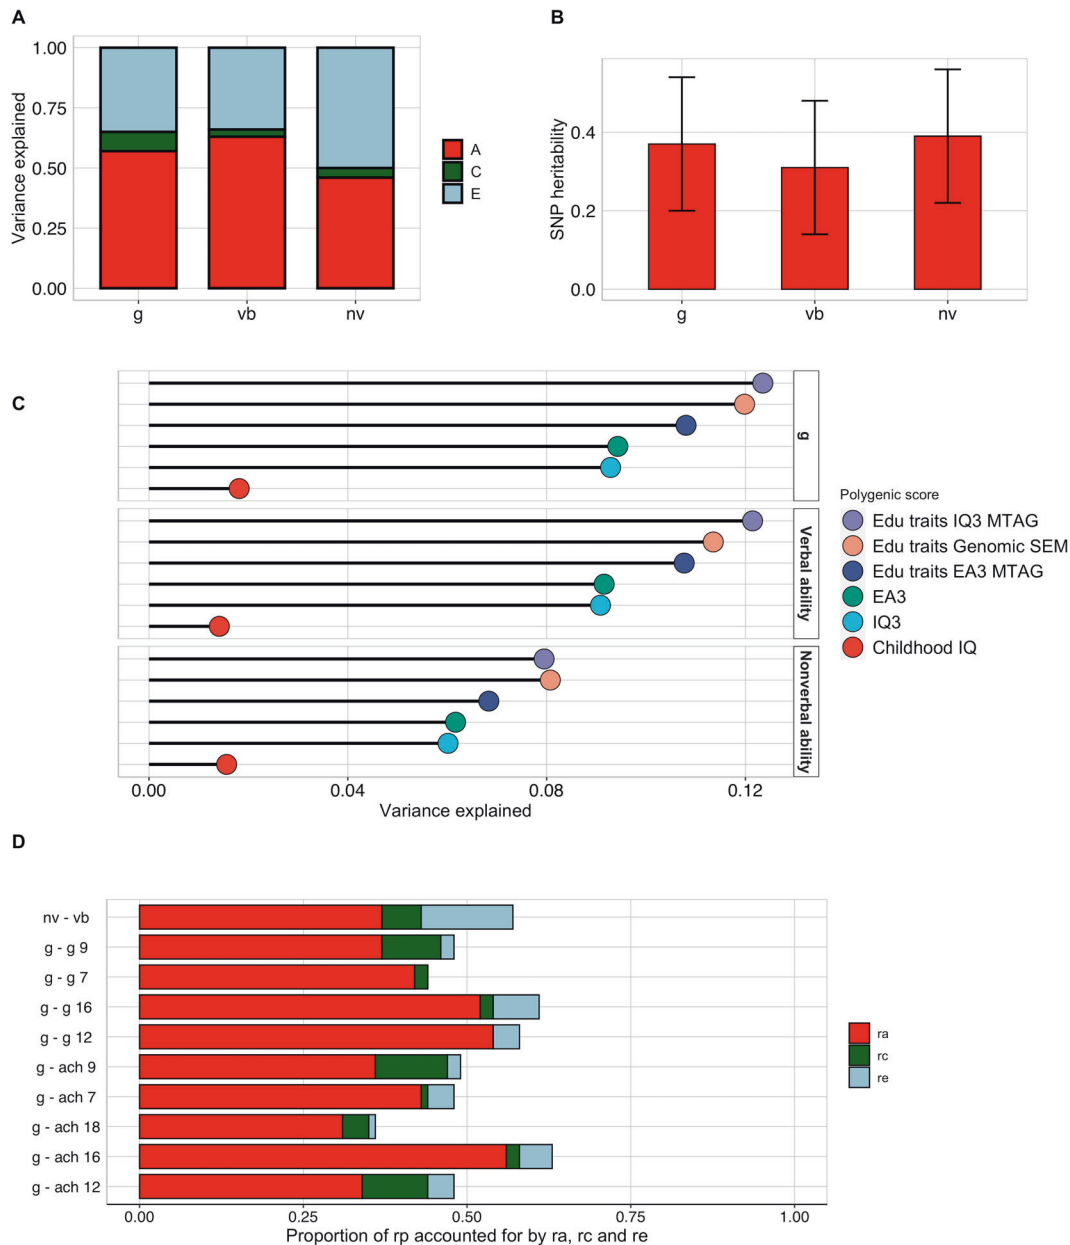 A
1.00
0.75
0.50
0.25
0.00
Variance explained
g
vb
nv
A
C
E
B
0.4
0.2
0.0
SNP heritability
g
vb
nv
C
g
Verbal ability
Nonverbal ability
0.00
0.04
0.08
0.12
Variance explained
Polygenic score
Edu traits IQ3 MTAG
Edu traits Genomic SEM
Edu traits EA3 MTAG
EA3
IQ3
Childhood IQ
D
nv - vb
g - g 9
g - g 7
g - g 16
g - g 12
g - ach 9
g - ach 7
g - ach 18
g - ach 16
g - ach 12
0.00
0.25
0.50
0.75
1.00
Proportion of rp accounted for by ra, rc and re
ra
rc
re